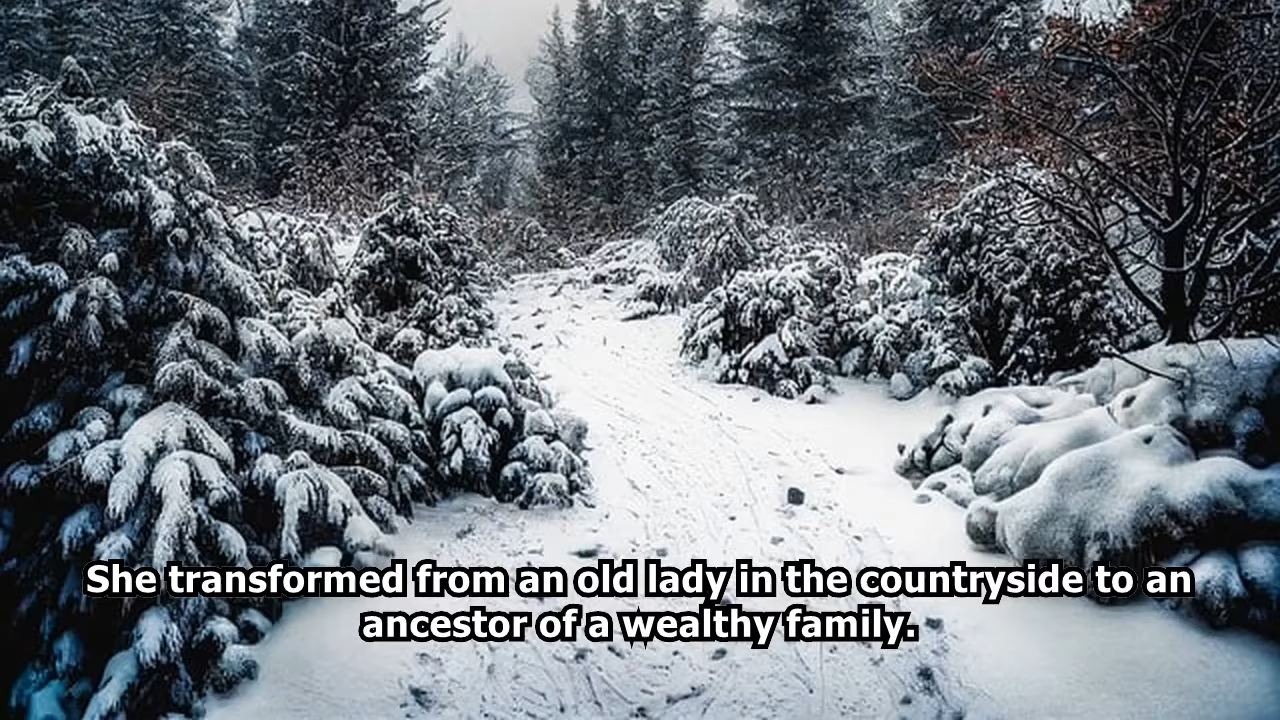 She transformed from an old lady in the countryside to an
ancestor of a wealthy family.